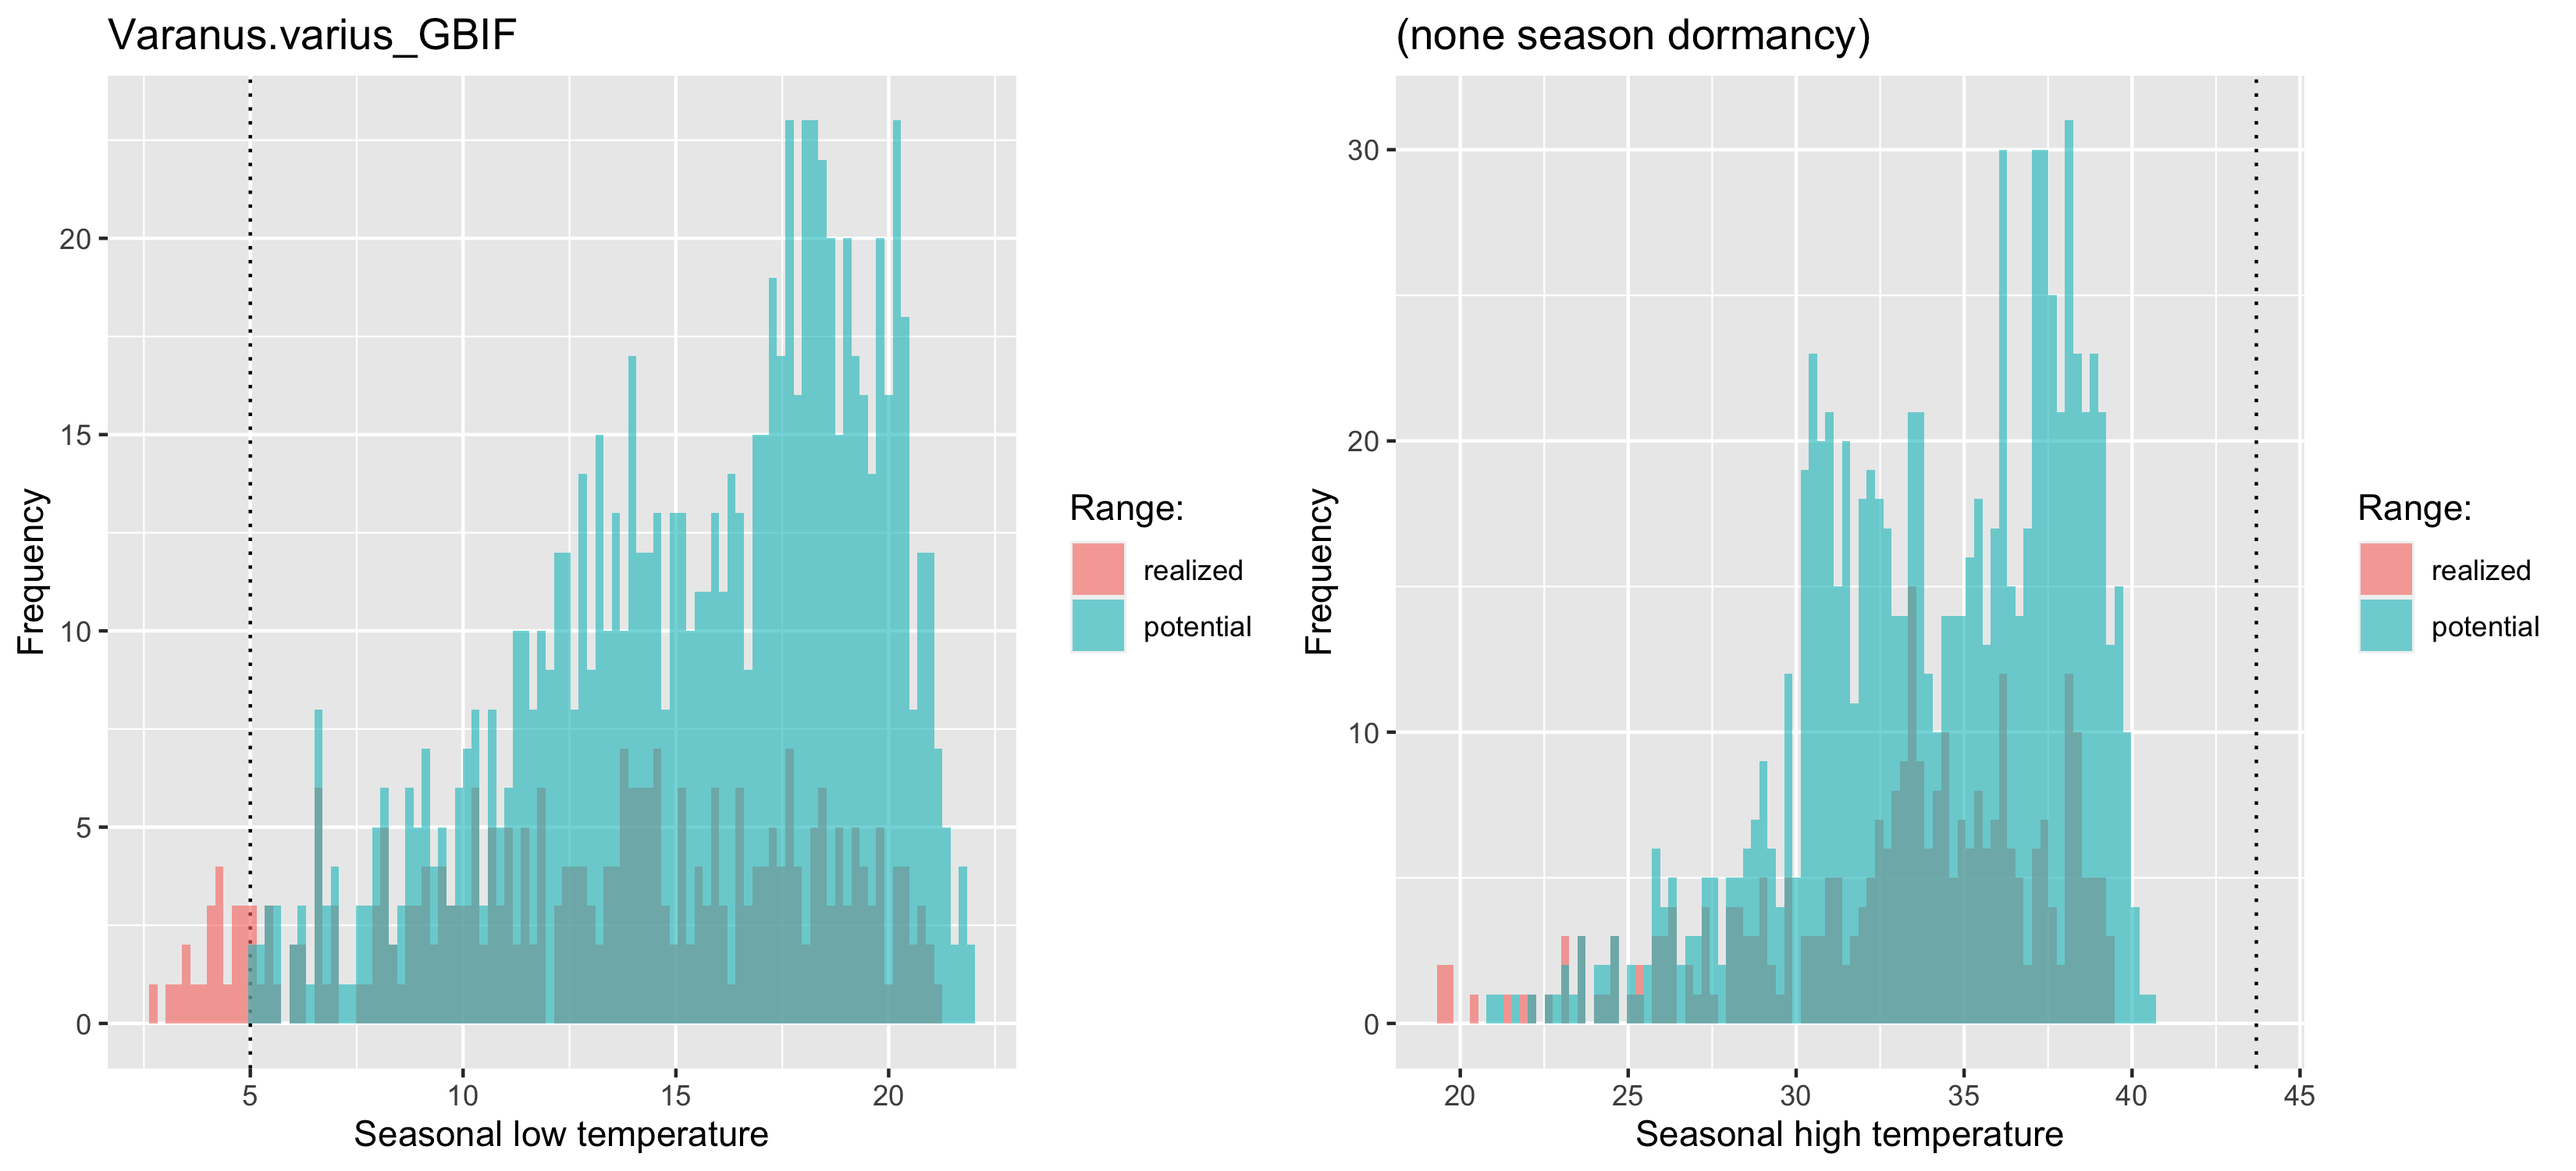 Varanus.varius_GBIF
Frequency
20
15
10
5
0
5 10 15 20
Seasonal low temperature
Range:
realized
potential
(none season dormancy)
Frequency
30
20
10
0
20 25 30 35 40 45
Seasonal high temperature
Range:
realized
potential